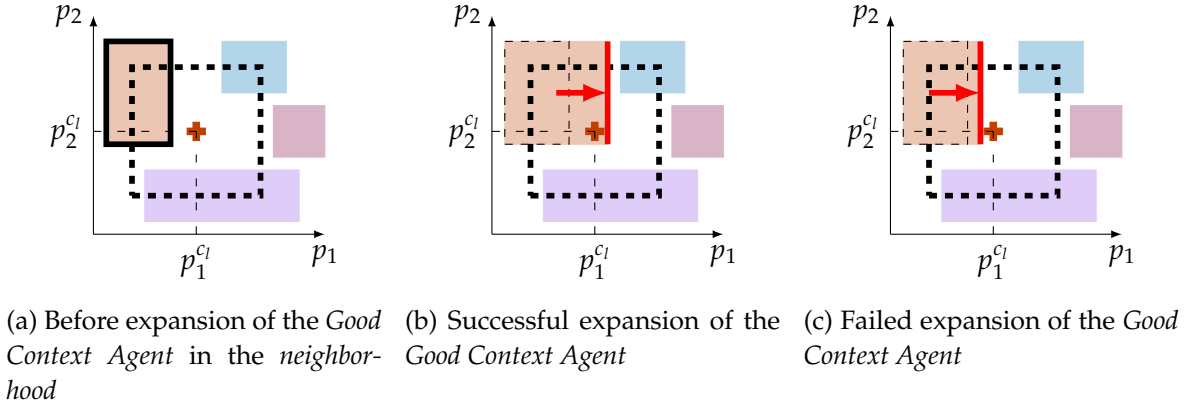 p₂ p₂ p₂
p₂^{c_l} p₂^{c_l} p₂^{c_l}
p₁^{c_l} p₁ p₁^{c_l} p₁ p₁^{c_l} p₁
(a) Before expansion of the Good
Context Agent in the neighbor-
hood
(b) Successful expansion of the
Good Context Agent
(c) Failed expansion of the Good
Context Agent